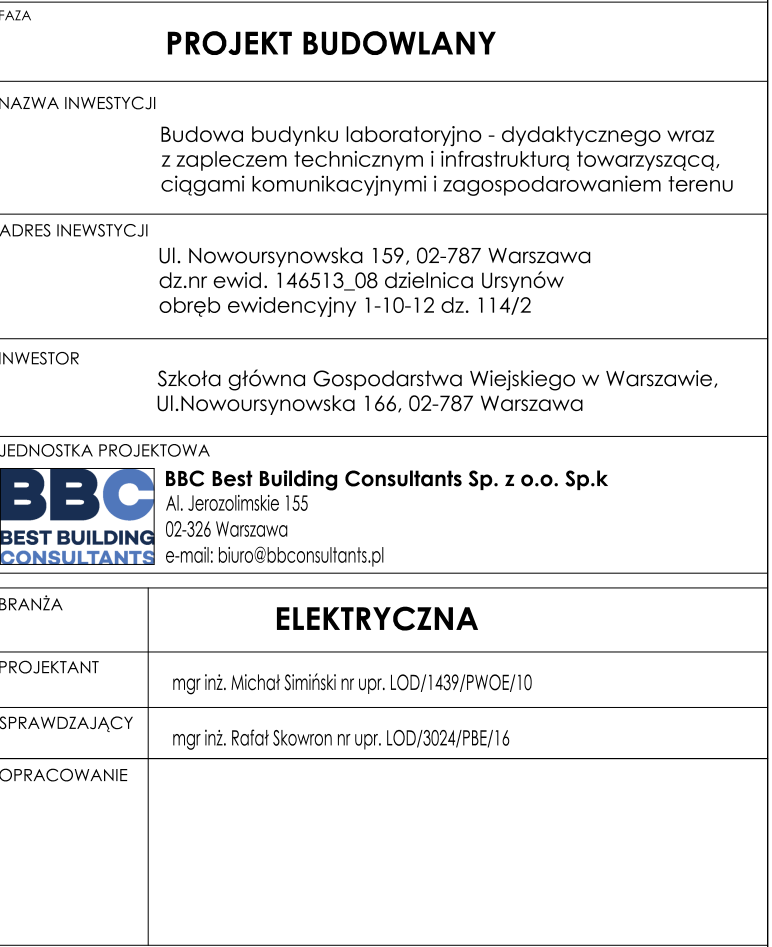 FAZA
PROJEKT BUDOWLANY
NAZWA INWESTYCJI
Budowa budynku laboratoryjno - dydaktycznego wraz
z zapleczem technicznym i infrastrukturą towarzyszącą,
ciągami komunikacyjnymi i zagospodarowaniem terenu
ADRES INEWSTYCJI
Ul. Nowoursynowska 159, 02-787 Warszawa
dz.nr ewid. 146513_08 dzielnica Ursynów
obręb ewidencyjny 1-10-12 dz. 114/2
INWESTOR
Szkoła główna Gospodarstwa Wiejskiego w Warszawie,
Ul.Nowoursynowska 166, 02-787 Warszawa
JEDNOSTKA PROJEKTOWA
BBC
BEST BUILDING
CONSULTANTS
BBC Best Building Consultants Sp. z o.o. Sp.k
Al. Jerozolimskie 155
02-326 Warszawa
e-mail: biuro@bbconsultants.pl
BRANŻA
ELEKTRYCZNA
PROJEKTANT
mgr inż. Michał Simiński nr upr. LOD/1439/PWOE/10
SPRAWDZAJĄCY
mgr inż. Rafał Skowron nr upr. LOD/3024/PBE/16
OPRACOWANIE